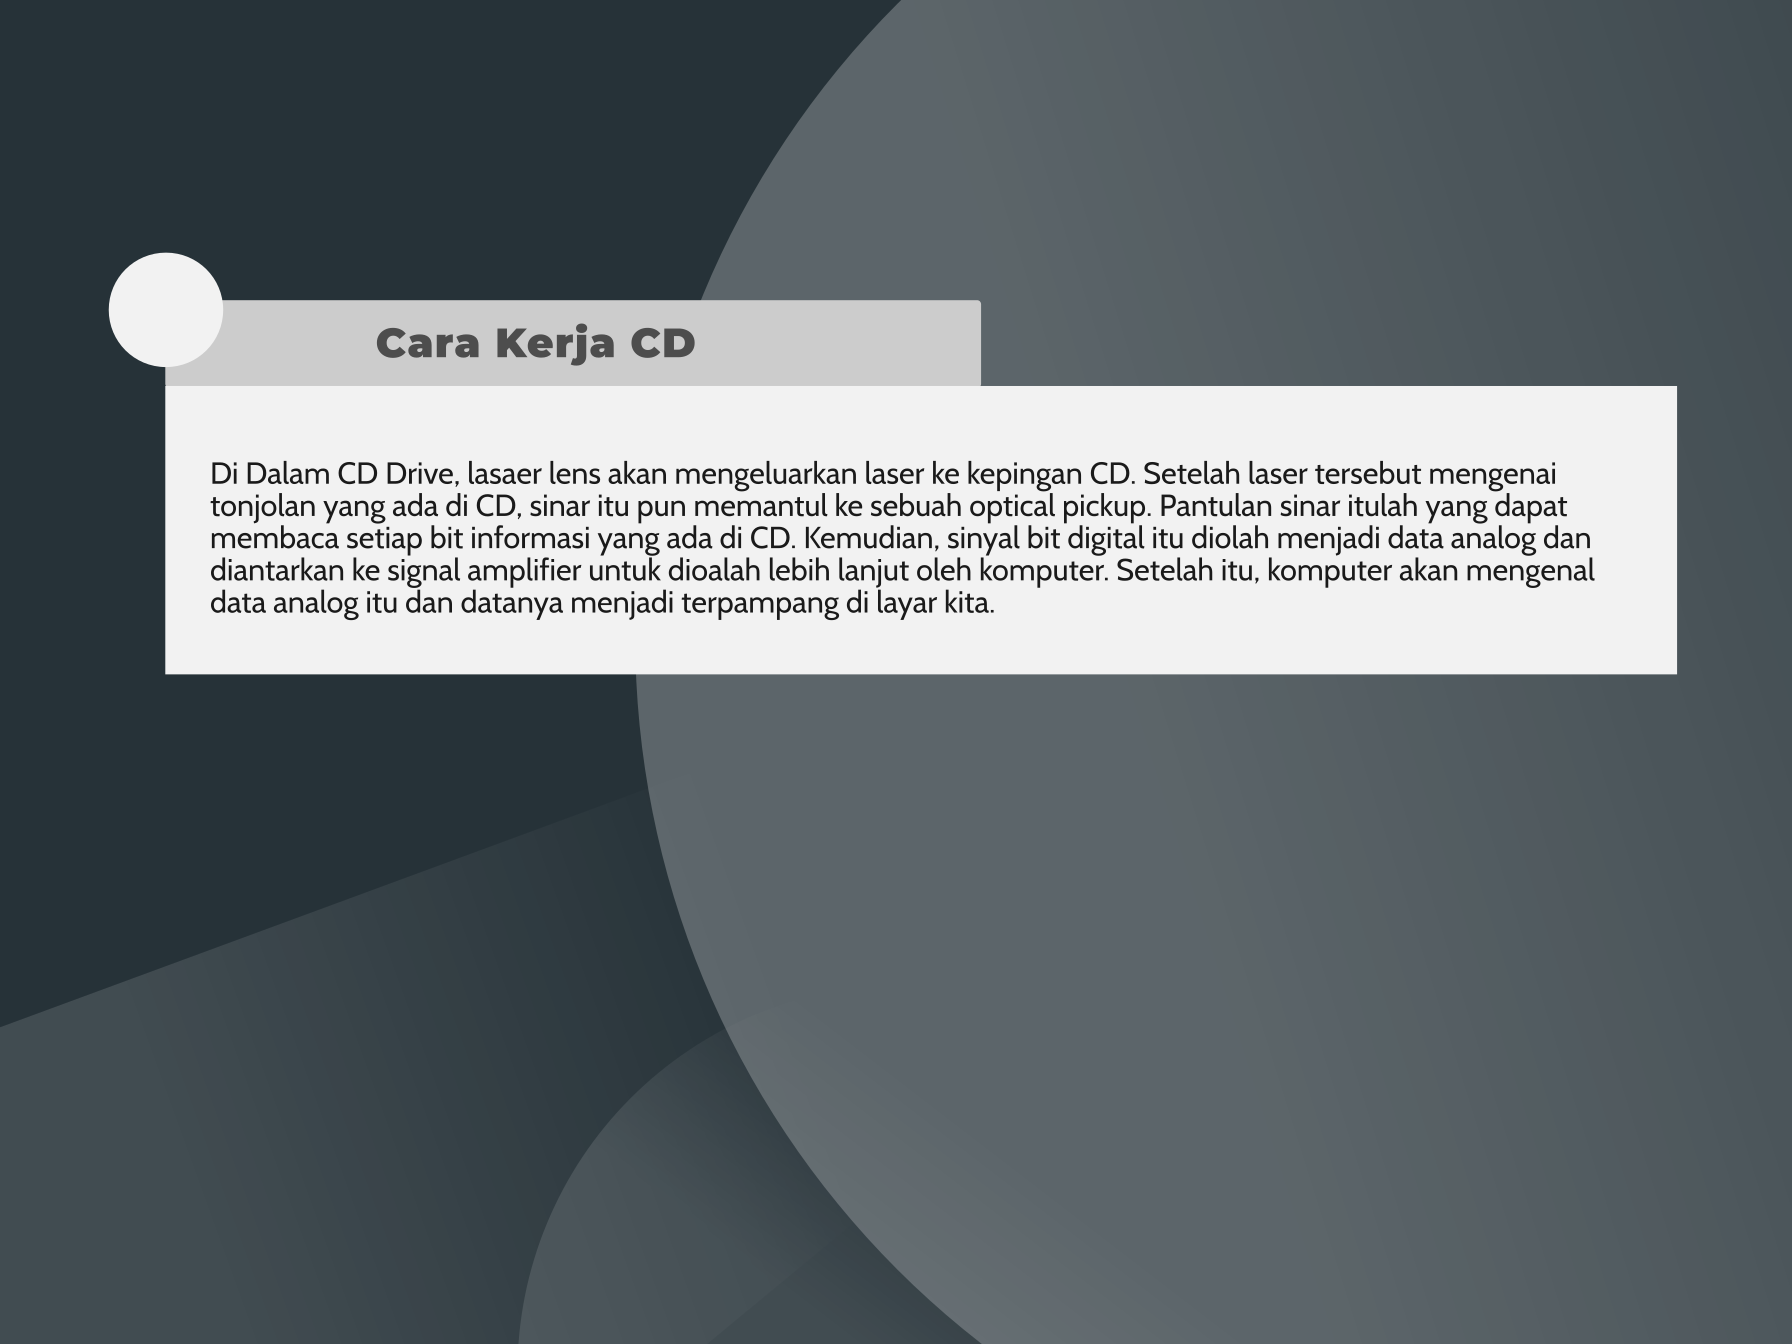 Cara Kerja CD
Di Dalam CD Drive, lasaer lens akan mengeluarkan laser ke kepingan CD. Setelah laser tersebut mengenai
tonjolan yang ada di CD, sinar itu pun memantul ke sebuah optical pickup. Pantulan sinar itulah yang dapat
membaca setiap bit informasi yang ada di CD. Kemudian, sinyal bit digital itu diolah menjadi data analog dan
diantarkan ke signal amplifier untuk dioalah lebih lanjut oleh komputer. Setelah itu, komputer akan mengenal
data analog itu dan datanya menjadi terpampang di layar kita.